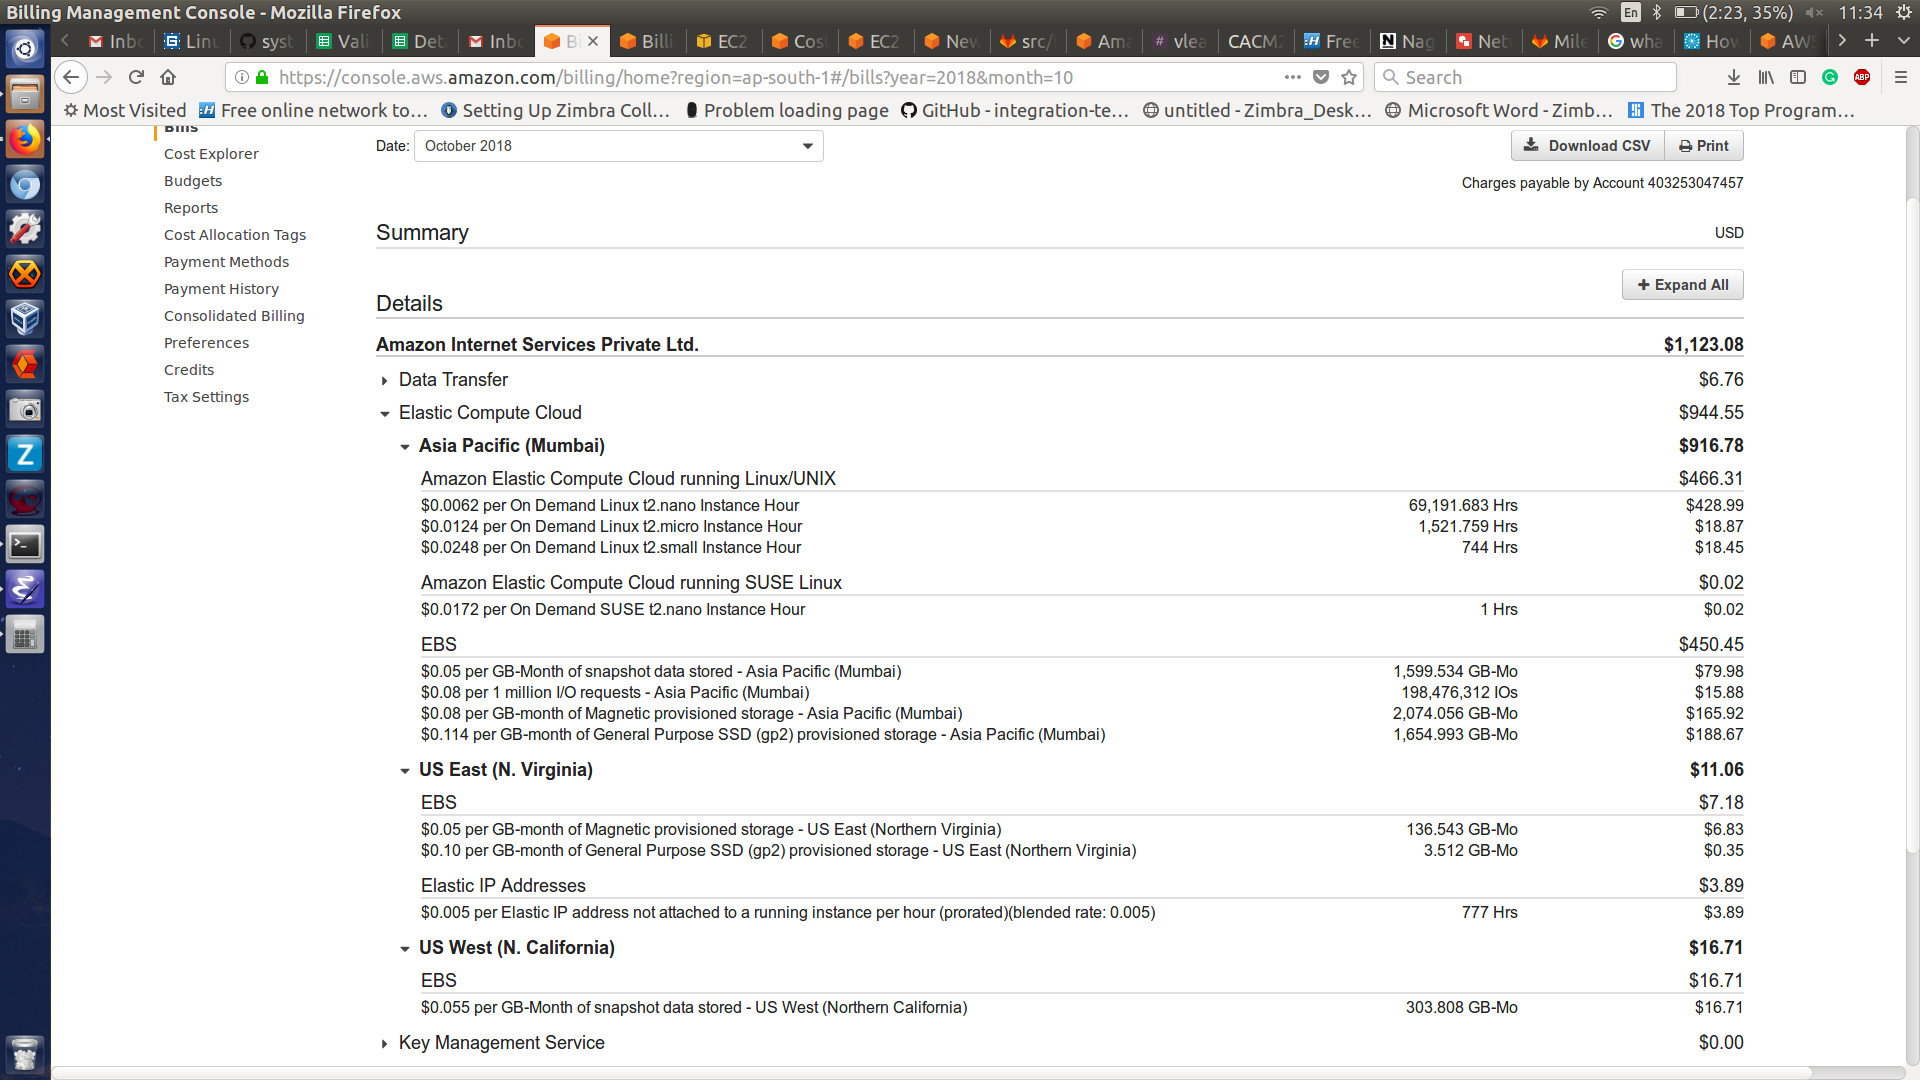 Billing Management Console - Mozilla Firefox
En (2:23, 35%) 11:34
Inbo Linu syst Vali Det Inbo Bi Billi EC2 Cos EC2 Nev src/ Ama vlea CACM Free Nag Net Mile wha How AWS
https://console.aws.amazon.com/billing/home?region=ap-south-1#/bills?year=2018&month=10
Search
ABP
Most Visited Free online network to... Setting Up Zimbra Coll... Problem loading page GitHub - integration-te... untitled - Zimbra_Desk... Microsoft Word - Zimb... The 2018 Top Program...
Bills
Cost Explorer
Budgets
Reports
Cost Allocation Tags
Payment Methods
Payment History
Consolidated Billing
Preferences
Credits
Tax Settings
Date: October 2018
Download CSV Print
Charges payable by Account 403253047457
Summary USD
Expand All
Details
Amazon Internet Services Private Ltd. $1,123.08
Data Transfer $6.76
Elastic Compute Cloud $944.55
Asia Pacific (Mumbai) $916.78
Amazon Elastic Compute Cloud running Linux/UNIX $466.31
$0.0062 per On Demand Linux t2.nano Instance Hour 69,191.683 Hrs $428.99
$0.0124 per On Demand Linux t2.micro Instance Hour 1,521.759 Hrs $18.87
$0.0248 per On Demand Linux t2.small Instance Hour 744 Hrs $18.45
Amazon Elastic Compute Cloud running SUSE Linux $0.02
$0.0172 per On Demand SUSE t2.nano Instance Hour 1 Hrs $0.02
EBS $450.45
$0.05 per GB-Month of snapshot data stored - Asia Pacific (Mumbai) 1,599.534 GB-Mo $79.98
$0.08 per 1 million I/O requests - Asia Pacific (Mumbai) 198,476,312 IOs $15.88
$0.08 per GB-month of Magnetic provisioned storage - Asia Pacific (Mumbai) 2,074.056 GB-Mo $165.92
$0.114 per GB-month of General Purpose SSD (gp2) provisioned storage - Asia Pacific (Mumbai) 1,654.993 GB-Mo $188.67
US East (N. Virginia) $11.06
EBS $7.18
$0.05 per GB-month of Magnetic provisioned storage - US East (Northern Virginia) 136.543 GB-Mo $6.83
$0.10 per GB-month of General Purpose SSD (gp2) provisioned storage - US East (Northern Virginia) 3.512 GB-Mo $0.35
Elastic IP Addresses $3.89
$0.005 per Elastic IP address not attached to a running instance per hour (prorated)(blended rate: 0.005) 777 Hrs $3.89
US West (N. California) $16.71
EBS $16.71
$0.055 per GB-Month of snapshot data stored - US West (Northern California) 303.808 GB-Mo $16.71
Key Management Service $0.00